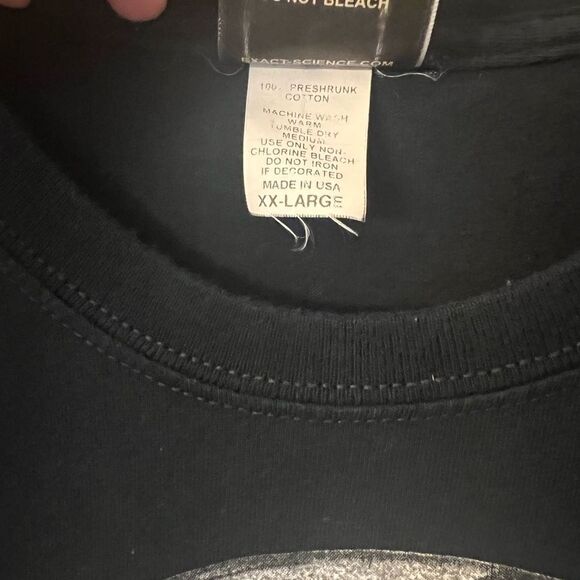 DO NOT BLEACH
EXACT-SCIENCE.COM
100% PRESHRUNK
COTTON
MACHINE WASH
WARM
TUMBLE DRY
MEDIUM
USE ONLY NON-
CHLORINE BLEACH
DO NOT IRON
IF DECORATED
MADE IN USA
XX-LARGE